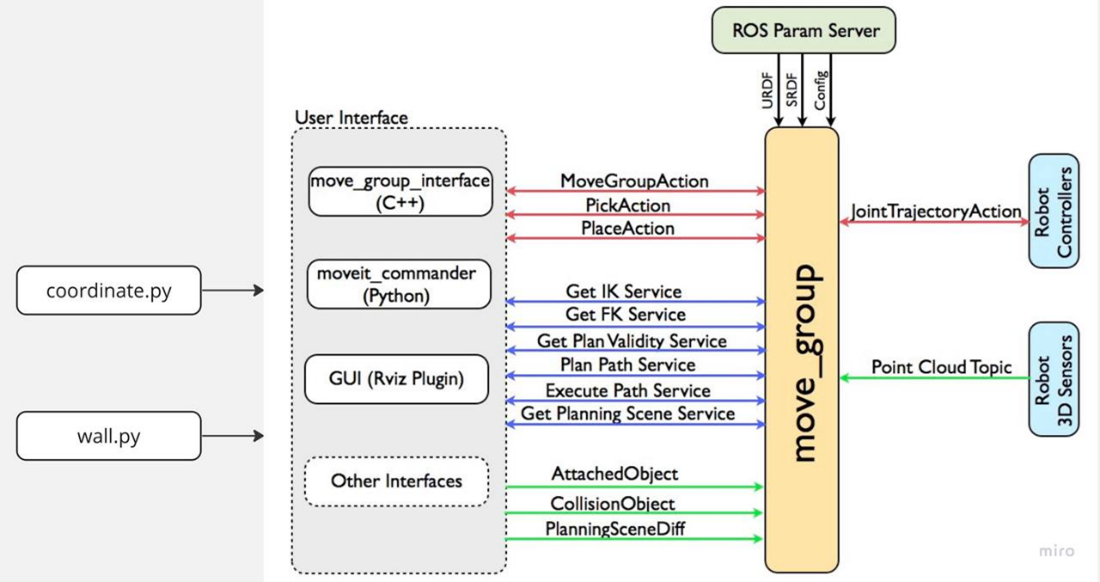 ROS Param Server
URDF
SRDF
Config
User Interface
move_group_interface
(C++)
MoveGroupAction
PickAction
PlaceAction
JointTrajectoryAction
Robot
Controllers
coordinate.py
moveit_commander
(Python)
Get IK Service
Get FK Service
Get Plan Validity Service
Plan Path Service
Execute Path Service
Get Planning Scene Service
move_group
GUI (Rviz Plugin)
Point Cloud Topic
Robot
3D Sensors
wall.py
Other Interfaces
AttachedObject
CollisionObject
PlanningSceneDiff
miro